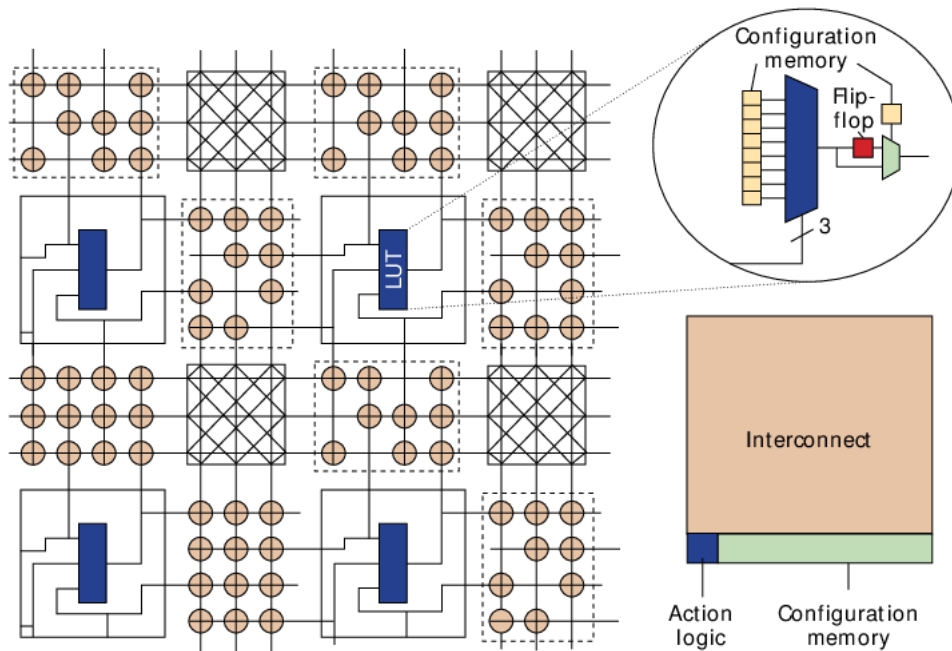 Configuration
memory
Flip-
flop
3
LUT
Interconnect
Action
logic
Configuration
memory